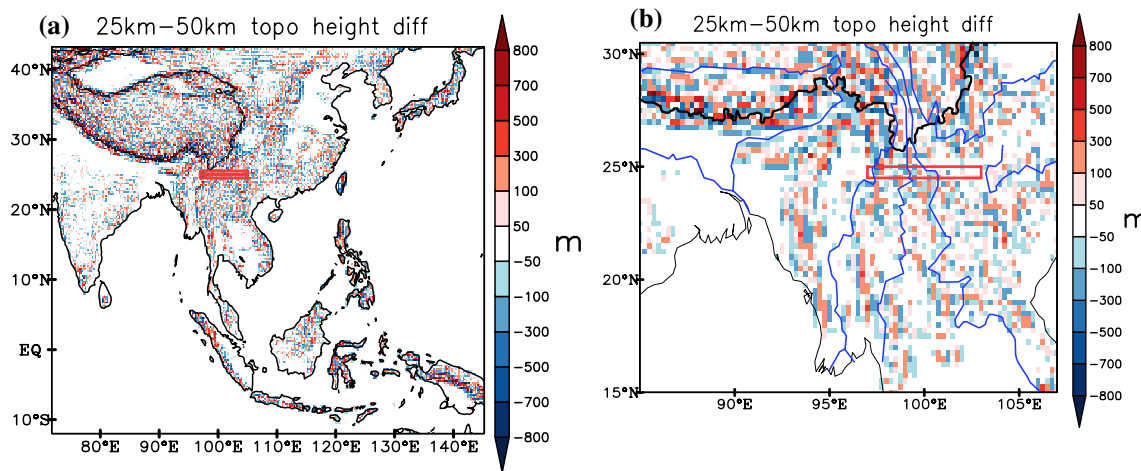 (a)
25km−50km topo height diff
40°N
30°N
20°N
10°N
EQ
10°S
80°E 90°E 100°E 110°E 120°E 130°E 140°E
800
700
500
300
100
50
−50
−100
−300
−500
−700
−800
m
(b)
25km−50km topo height diff
30°N
25°N
20°N
15°N
90°E 95°E 100°E 105°E
800
700
500
300
100
50
−50
−100
−300
−500
−700
−800
m